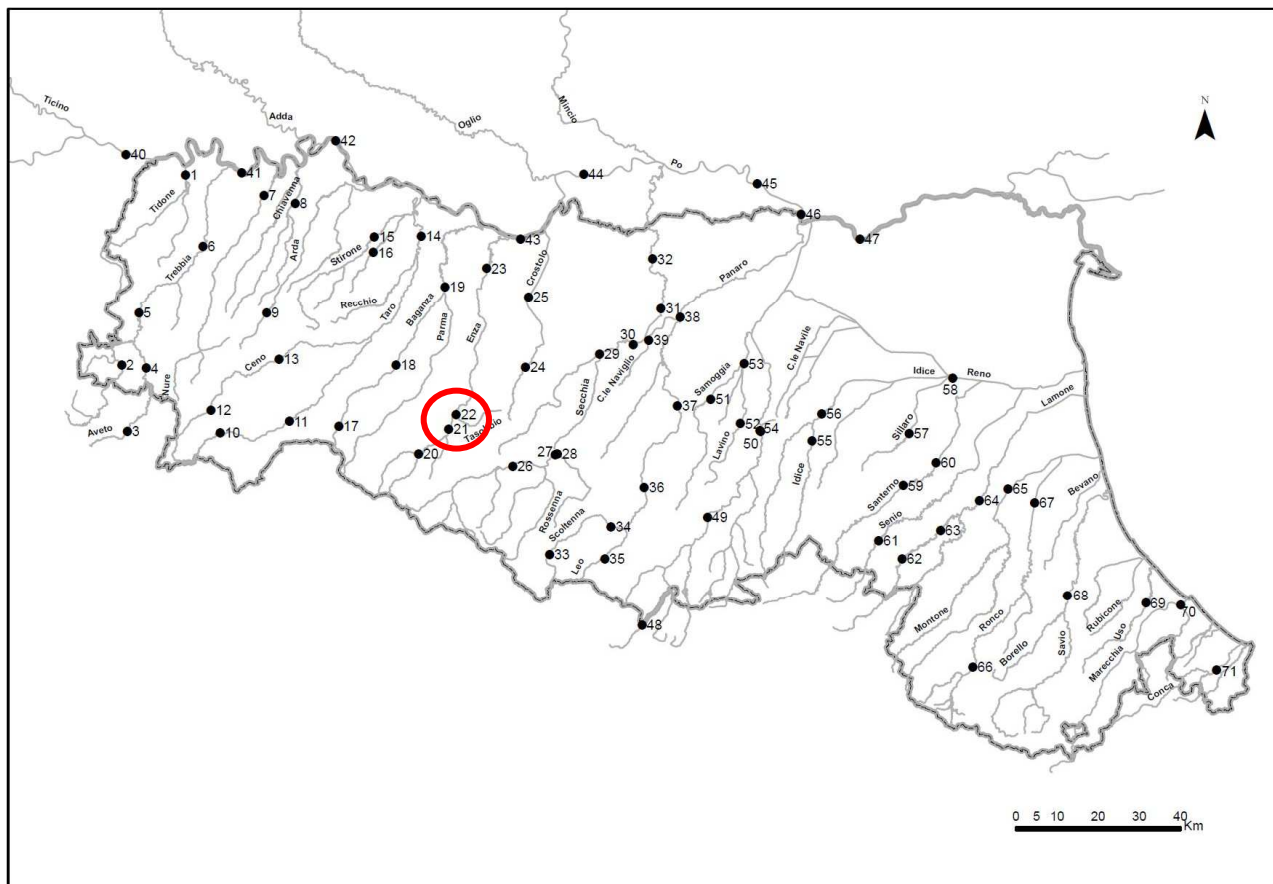 Ticino
Adda
Oglio
Mincio
N
42
40
41
44
Po
45
1
7
8
Chiavenna
Tidone
46
6
Arda
15
16
14
43
47
Stirone
Trebbia
23
Crostolo
32
Panaro
19
25
5
9
Recchio
Taro
Baganza
Parma
Enza
31
38
30
39
29
2
4
Nure
Ceno
13
18
24
Secchia
C.le Naviglio
53
C.le Navile
Samoggia
Idice
Reno
58
12
3
Aveto
10
11
17
22
21
Tassobio
37
51
56
Lamone
52
54
50
Lavino
55
Sillaro
57
20
27
28
26
60
Idice
59
Santerno
36
64
65
67
Bevano
Rossenna
Scoltenna
34
49
Senio
63
61
62
33
35
Leo
68
69
70
48
Montone
Ronco
Rubicone
Uso
Borello
Savio
Marecchia
66
71
Conca
0 5 10 20 30 40
Km